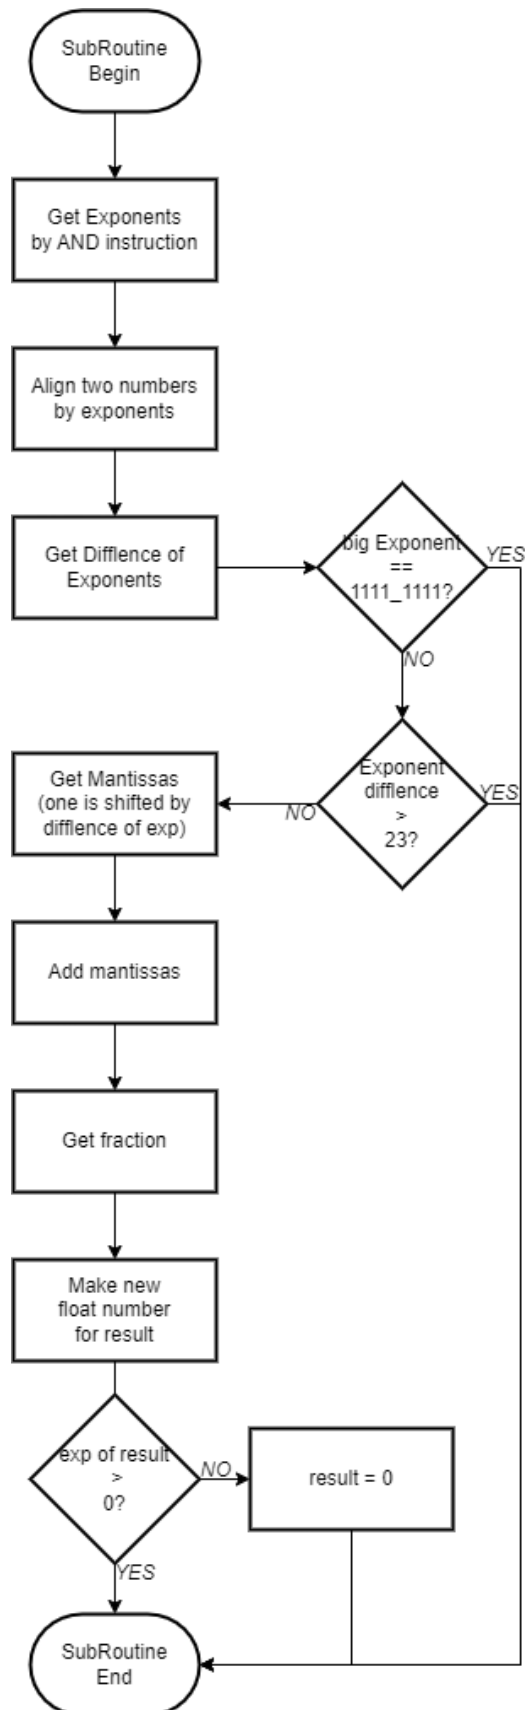 SubRoutine
Begin
Get Exponents
by AND instruction
Align two numbers
by exponents
Get Difflence of
Exponents
big Exponent
==
1111_1111?
YES
NO
Exponent
difflence
>
23?
YES
NO
Get Mantissas
(one is shifted by
difflence of exp)
Add mantissas
Get fraction
Make new
float number
for result
exp of result
>
0?
NO
result = 0
YES
SubRoutine
End